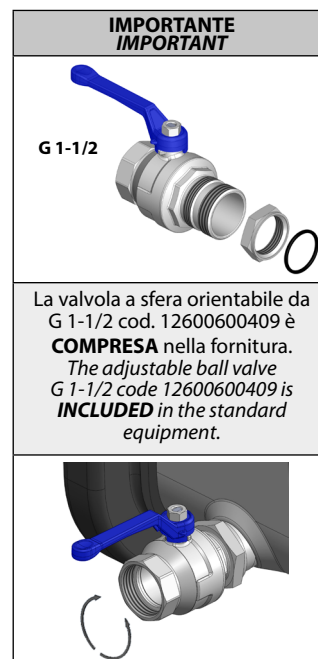 IMPORTANTE
IMPORTANT
G 1-1/2
La valvola a sfera orientabile da
G 1-1/2 cod. 12600600409 è
COMPRESA nella fornitura.
The adjustable ball valve
G 1-1/2 code 12600600409 is
INCLUDED in the standard
equipment.